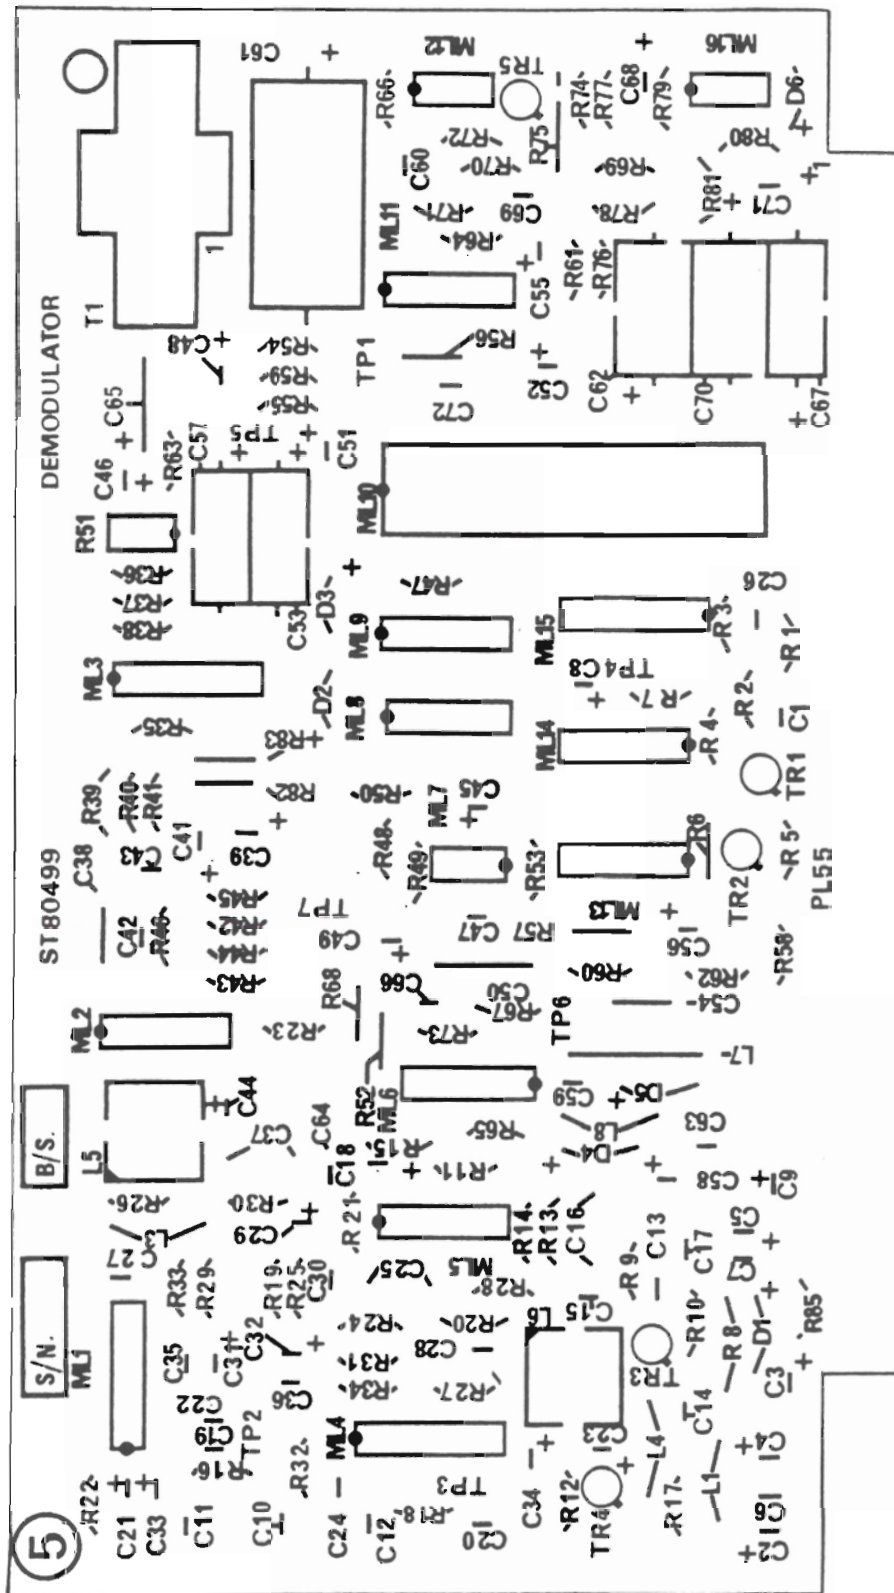 C61
ML12
ML16
TR5
R66
R74
R77
C68
R79
D6
R72
R75
R80
C60
R70
R69
1
R81
ML11
R71
C69
R78
C71
R64
1
DEMODULATOR
T1
C55
R61
R76
C48
R54
TP1
R56
R59
C52
C62
C65
R55
C72
C70
C67
C57
TP5
C51
C46
R63
ML10
R51
R36
R47
C26
R37
C53
D3
R38
ML9
ML15
R3
R1
ML3
TP4
C8
D2
R7
R2
R35
R83
ML8
ML14
R4
C1
R39
R40
R41
R82
R50
C45
TR1
ML7
ST80499
C38
C43
C41
C39
R48
R49
R53
R6
TR2
R5
PL55
R45
C42
R46
R42
TP7
ML13
R44
C49
C47
R57
C56
R43
R68
C66
R60
R62
R58
C50
R67
C54
ML2
R23
R73
TP6
L7
R52
ML6
C59
D5
B/S.
L5
C44
C37
C64
R15
R65
L8
C63
C18
D4
R11
C58
C9
R26
R30
R21
L3
C29
R14
R13
C16
C5
C27
C25
ML5
C13
C17
R33
R29
R19
R25
C30
R28
R9
C7
S/N.
ML1
R24
R20
L6
C15
R10
R8
D1
R85
C35
C31
C32
R31
C28
TR3
C22
C36
R34
R27
C14
C3
C19
TP2
ML4
C23
L4
C4
R16
R32
TP3
R22
C34
R12
TR4
R17
L1
C21
C33
C11
C10
C24
C12
R18
C20
C6
C2
5